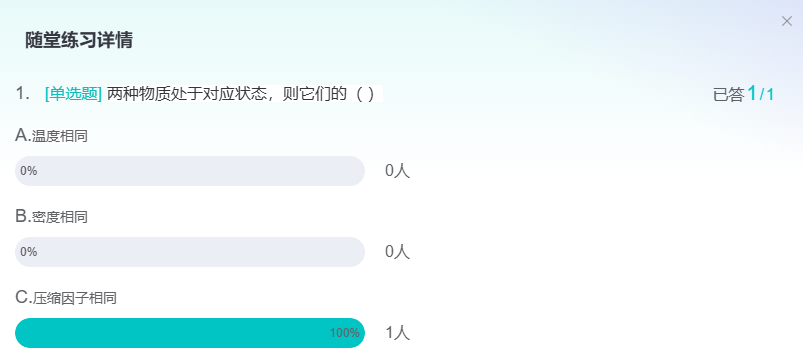 随堂练习详情
1. [单选题] 两种物质处于对应状态，则它们的（ ） 已答1/1
A.温度相同
0% 0人
B.密度相同
0% 0人
C.压缩因子相同
100% 1人